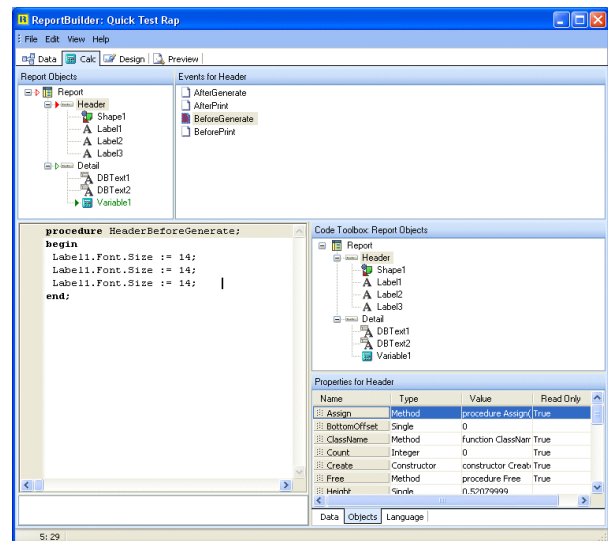 ReportBuilder: Quick Test Rap
File Edit View Help
Data Calc Design Preview
Report Objects
Report
Header
Shape1
Label1
Label2
Label3
Detail
DBText1
DBText2
Variable1
Events for Header
AfterGenerate
AfterPrint
BeforeGenerate
BeforePrint
procedure HeaderBeforeGenerate;
begin
Label1.Font.Size := 14;
Label1.Font.Size := 14;
Label1.Font.Size := 14;
end;
Code Toolbox: Report Objects
Report
Header
Shape1
Label1
Label2
Label3
Detail
DBText1
DBText2
Variable1
Properties for Header
Name Type Value Read Only
Assign Method procedure Assign( True
BottomOffset Single 0
ClassName Method function ClassNam True
Count Integer 0 True
Create Constructor constructor Create True
Free Method procedure Free True
Height Single 0.52079999
Data Objects Language
5: 29